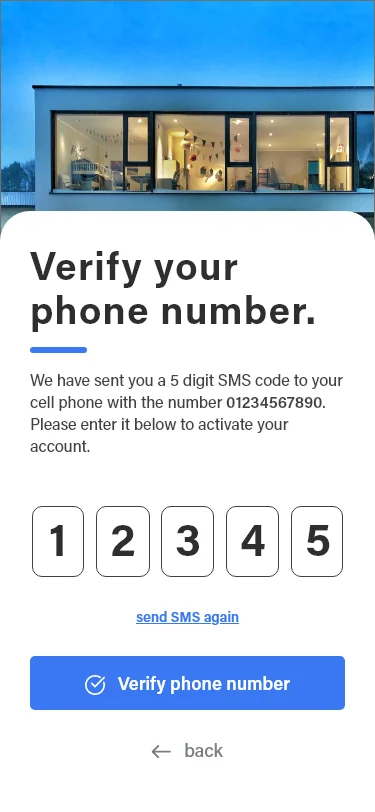 Verify your
phone number.
We have sent you a 5 digit SMS code to your
cell phone with the number 01234567890.
Please enter it below to activate your
account.
1 2 3 4 5
send SMS again
Verify phone number
back